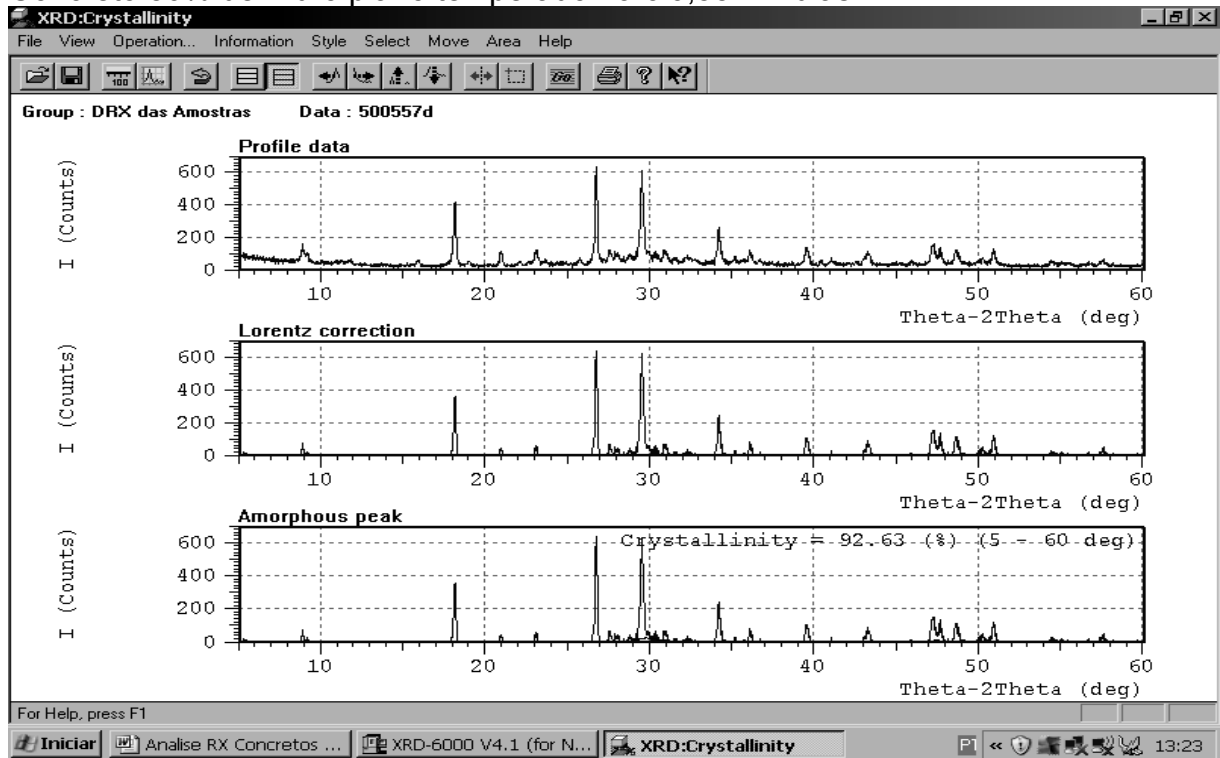 XRD:Crystallinity
File View Operation... Information Style Select Move Area Help
Group : DRX das Amostras Data : 500557d
Profile data
I (Counts)
600
400
200
0
10 20 30 40 50 60
Theta-2Theta (deg)
Lorentz correction
I (Counts)
600
400
200
0
10 20 30 40 50 60
Theta-2Theta (deg)
Amorphous peak
Crystallinity = 92.63 (%) (5 - 60 deg)
I (Counts)
600
400
200
0
10 20 30 40 50 60
Theta-2Theta (deg)
For Help, press F1
Iniciar Analise RX Concretos ... XRD-6000 V4.1 (for N... XRD:Crystallinity « 13:23